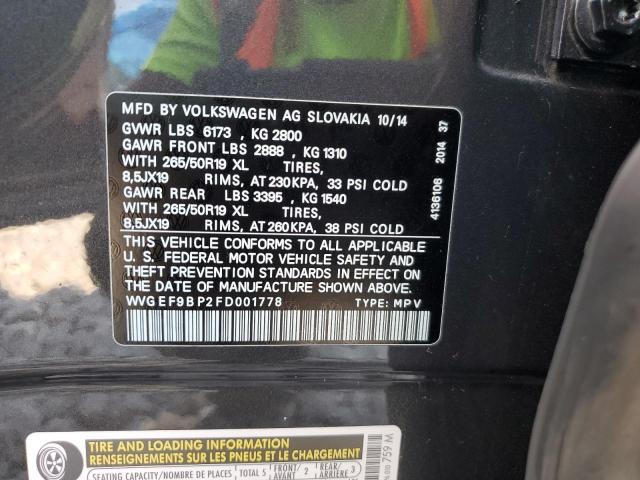 MFD BY VOLKSWAGEN AG SLOVAKIA 10/14
GVWR LBS 6173 , KG 2800
GAWR FRONT LBS 2888 , KG 1310
WITH 265/50R19 XL TIRES,
8,5JX19 RIMS, AT 230KPA, 33 PSI COLD
GAWR REAR LBS 3395 , KG 1540
WITH 265/50R19 XL TIRES,
8,5JX19 RIMS, AT 260KPA, 38 PSI COLD
THIS VEHICLE CONFORMS TO ALL APPLICABLE
U. S. FEDERAL MOTOR VEHICLE SAFETY AND
THEFT PREVENTION STANDARDS IN EFFECT ON
THE DATE OF MANUFACTURE SHOWN ABOVE.
WVGEF9BP2FD001778 TYPE: MPV
4136106 2014 37
TIRE AND LOADING INFORMATION
RENSEIGNEMENTS SUR LES PNEUS ET LE CHARGEMENT
SEATING CAPACITY/NOMBRE DE PLACES TOTAL 5 FRONT/ 2 REAR/ 3
AVANT
759 M